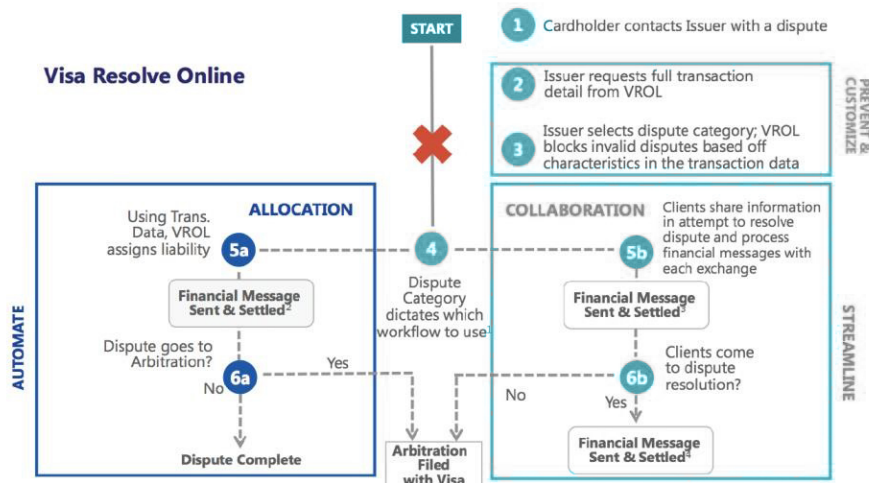 START
1 Cardholder contacts Issuer with a dispute
Visa Resolve Online
2 Issuer requests full transaction
detail from VROL
3 Issuer selects dispute category; VROL
blocks invalid disputes based off
characteristics in the transaction data
PREVENT &
CUSTOMIZE
AUTOMATE
ALLOCATION
Using Trans.
Data, VROL
assigns liability
5a
Financial Message
Sent & Settled²
Dispute goes to
Arbitration?
6a
Yes
No
Dispute Complete
4
Dispute
Category
dictates which
workflow to use¹
COLLABORATION
Clients share information
in attempt to resolve
dispute and process
financial messages with
each exchange
5b
Financial Message
Sent & Settled³
6b
Clients come
to dispute
resolution?
No
Yes
Financial Message
Sent & Settled⁴
STREAMLINE
Arbitration
Filed
with Visa